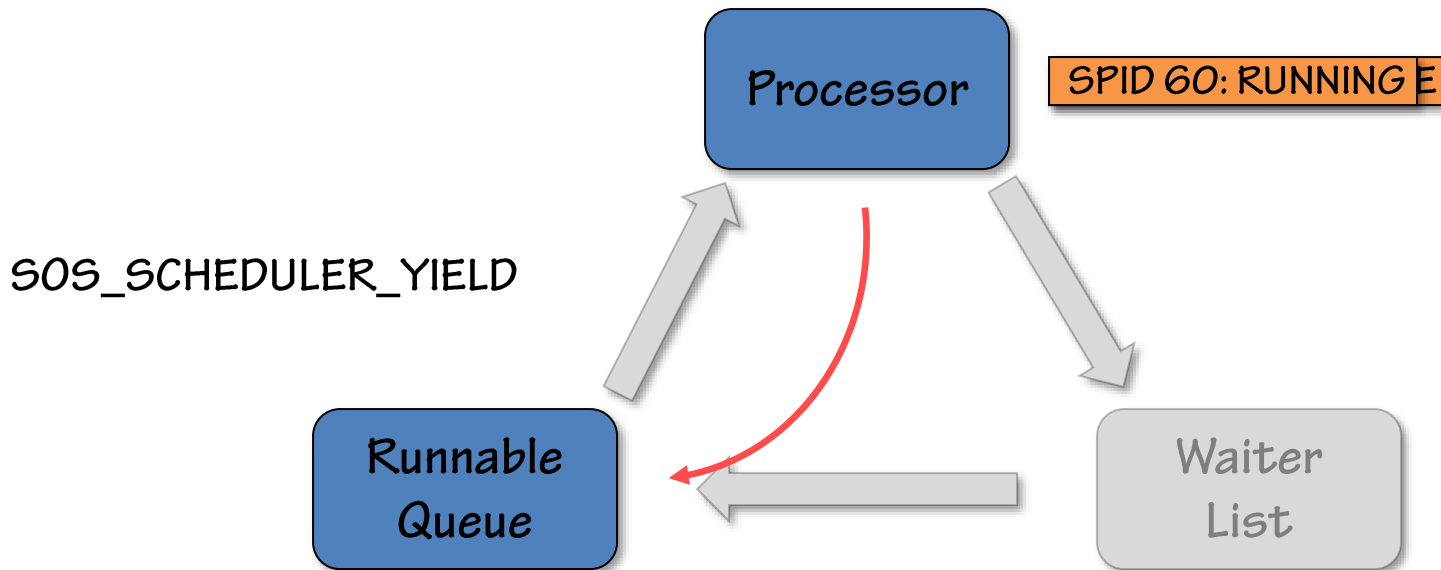 Processor
SPID 60: RUNNING E
SOS_SCHEDULER_YIELD
Runnable
Queue
Waiter
List